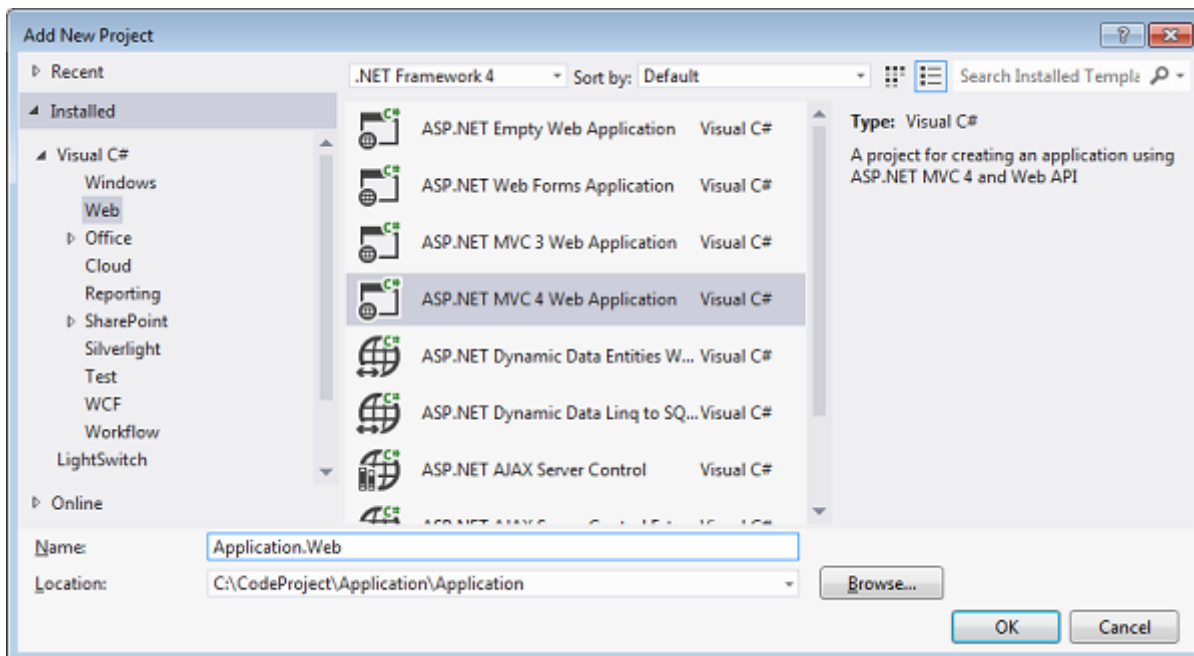 Add New Project
Recent
.NET Framework 4
Sort by: Default
Search Installed Templa
Installed
Visual C#
Windows
Web
Office
Cloud
Reporting
SharePoint
Silverlight
Test
WCF
Workflow
LightSwitch
Online
ASP.NET Empty Web Application Visual C#
ASP.NET Web Forms Application Visual C#
ASP.NET MVC 3 Web Application Visual C#
ASP.NET MVC 4 Web Application Visual C#
ASP.NET Dynamic Data Entities W... Visual C#
ASP.NET Dynamic Data Linq to SQ... Visual C#
ASP.NET AJAX Server Control Visual C#
Type: Visual C#
A project for creating an application using
ASP.NET MVC 4 and Web API
Name: Application.Web
Location: C:\CodeProject\Application\Application
Browse...
OK
Cancel